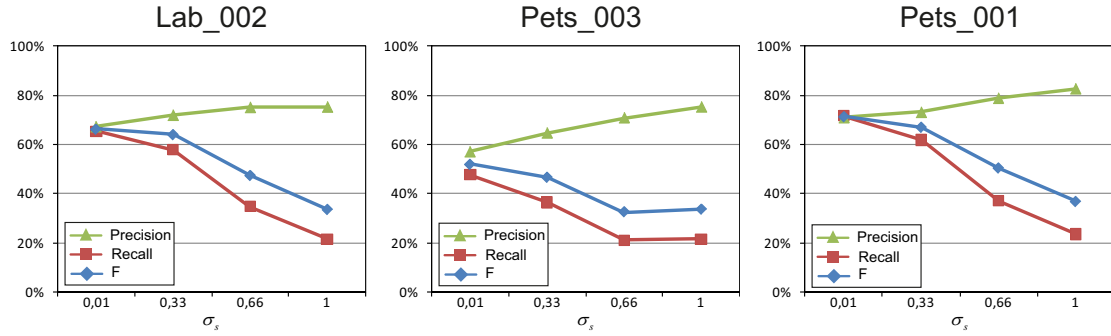 Lab_002
100%
80%
60%
40%
20%
0%
Precision
Recall
F
0,01 0,33 0,66 1
σs
Pets_003
100%
80%
60%
40%
20%
0%
Precision
Recall
F
0,01 0,33 0,66 1
σs
Pets_001
100%
80%
60%
40%
20%
0%
Precision
Recall
F
0,01 0,33 0,66 1
σs